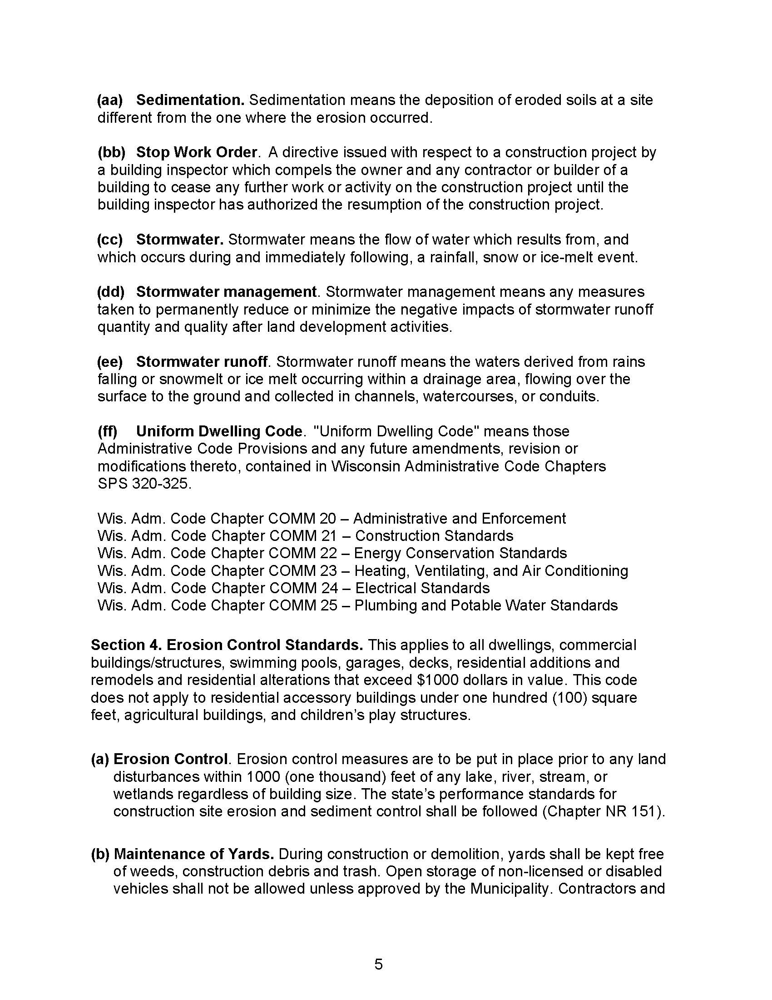 (aa) Sedimentation. Sedimentation means the deposition of eroded soils at a site
different from the one where the erosion occurred.
(bb) Stop Work Order. A directive issued with respect to a construction project by
a building inspector which compels the owner and any contractor or builder of a
building to cease any further work or activity on the construction project until the
building inspector has authorized the resumption of the construction project.
(cc) Stormwater. Stormwater means the flow of water which results from, and
which occurs during and immediately following, a rainfall, snow or ice-melt event.
(dd) Stormwater management. Stormwater management means any measures
taken to permanently reduce or minimize the negative impacts of stormwater runoff
quantity and quality after land development activities.
(ee) Stormwater runoff. Stormwater runoff means the waters derived from rains
falling or snowmelt or ice melt occurring within a drainage area, flowing over the
surface to the ground and collected in channels, watercourses, or conduits.
(ff) Uniform Dwelling Code. "Uniform Dwelling Code" means those
Administrative Code Provisions and any future amendments, revision or
modifications thereto, contained in Wisconsin Administrative Code Chapters
SPS 320-325.
Wis. Adm. Code Chapter COMM 20 – Administrative and Enforcement
Wis. Adm. Code Chapter COMM 21 – Construction Standards
Wis. Adm. Code Chapter COMM 22 – Energy Conservation Standards
Wis. Adm. Code Chapter COMM 23 – Heating, Ventilating, and Air Conditioning
Wis. Adm. Code Chapter COMM 24 – Electrical Standards
Wis. Adm. Code Chapter COMM 25 – Plumbing and Potable Water Standards
Section 4. Erosion Control Standards. This applies to all dwellings, commercial
buildings/structures, swimming pools, garages, decks, residential additions and
remodels and residential alterations that exceed $1000 dollars in value. This code
does not apply to residential accessory buildings under one hundred (100) square
feet, agricultural buildings, and children’s play structures.
(a) Erosion Control. Erosion control measures are to be put in place prior to any land
disturbances within 1000 (one thousand) feet of any lake, river, stream, or
wetlands regardless of building size. The state’s performance standards for
construction site erosion and sediment control shall be followed (Chapter NR 151).
(b) Maintenance of Yards. During construction or demolition, yards shall be kept free
of weeds, construction debris and trash. Open storage of non-licensed or disabled
vehicles shall not be allowed unless approved by the Municipality. Contractors and
5